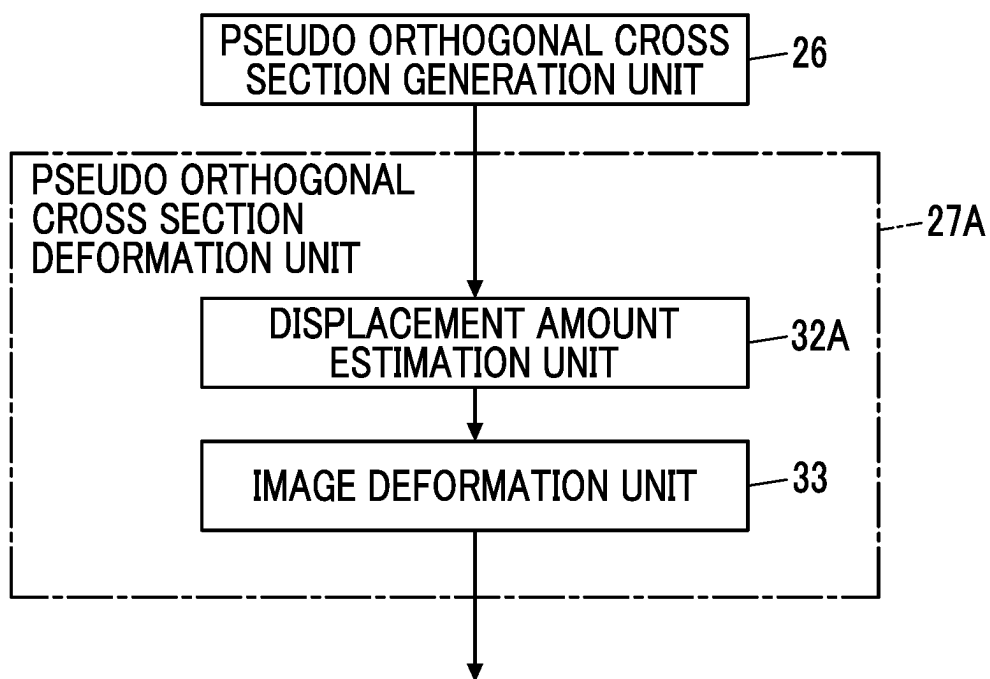 PSEUDO ORTHOGONAL CROSS
SECTION GENERATION UNIT
26
PSEUDO ORTHOGONAL
CROSS SECTION
DEFORMATION UNIT
27A
DISPLACEMENT AMOUNT
ESTIMATION UNIT
32A
IMAGE DEFORMATION UNIT
33